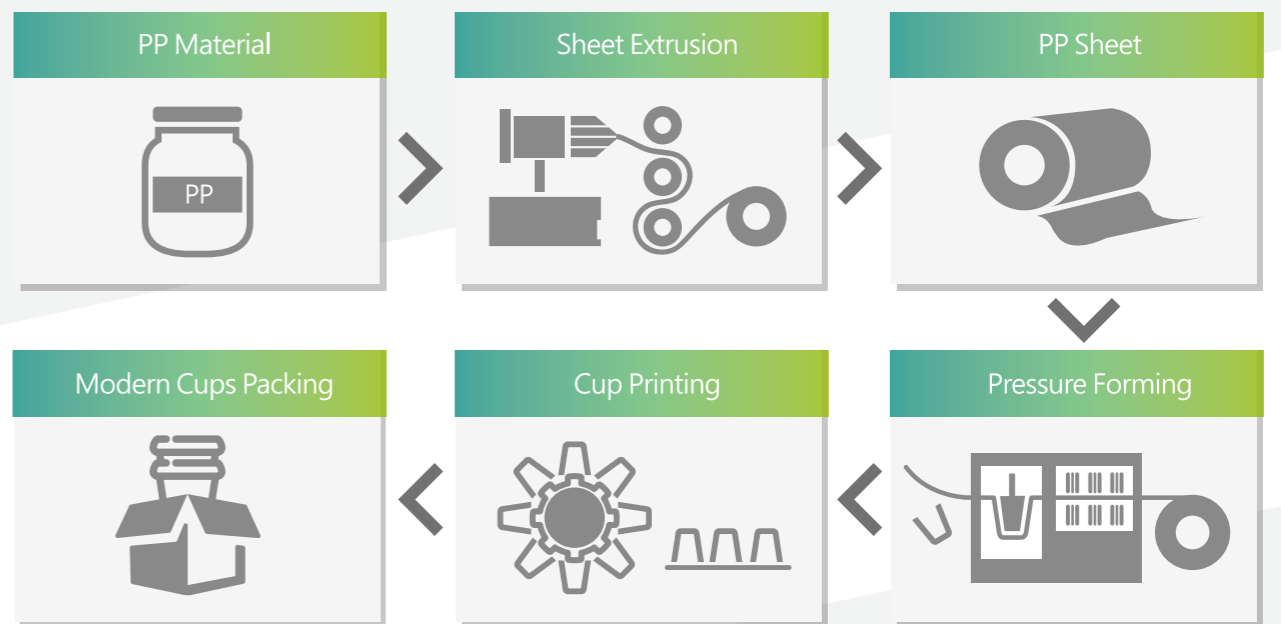 PP Material
PP
Sheet Extrusion
PP Sheet
Pressure Forming
Cup Printing
Modern Cups Packing